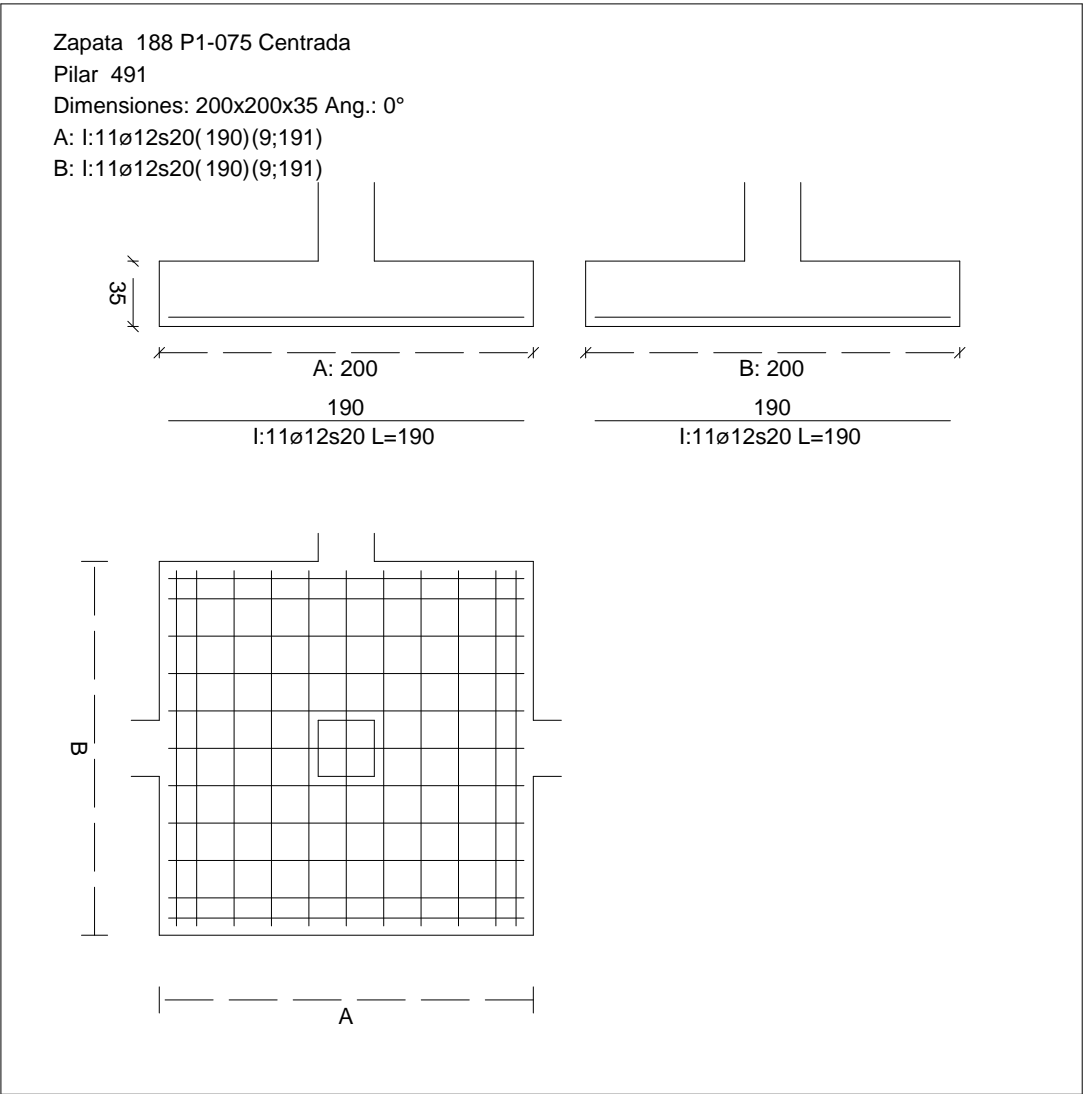 Zapata 188 P1-075 Centrada
Pilar 491
Dimensiones: 200x200x35 Ang.: 0°
A: I:11ø12s20(190)(9;191)
B: I:11ø12s20(190)(9;191)
35
A: 200
B: 200
190
190
I:11ø12s20 L=190
I:11ø12s20 L=190
B
A